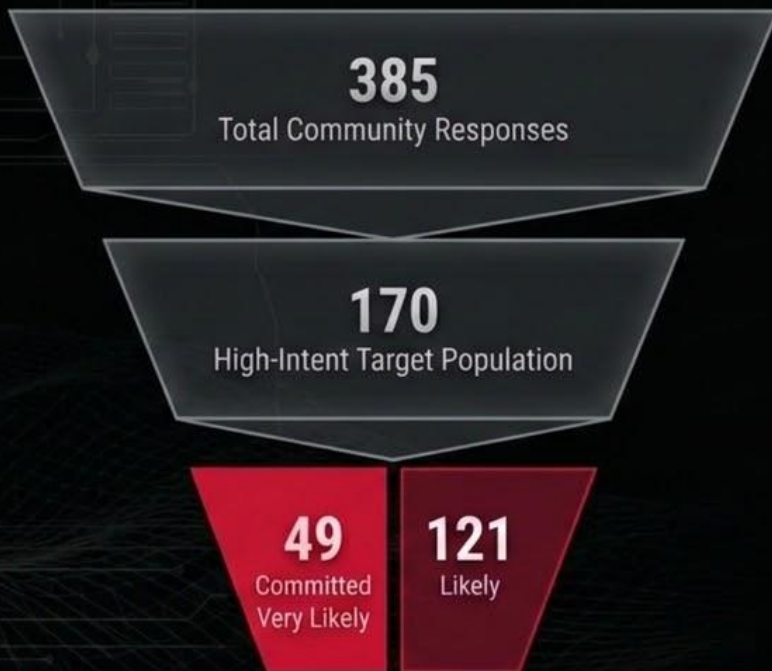 385
Total Community Responses
170
High-Intent Target Population
49
Committed
Very Likely
121
Likely